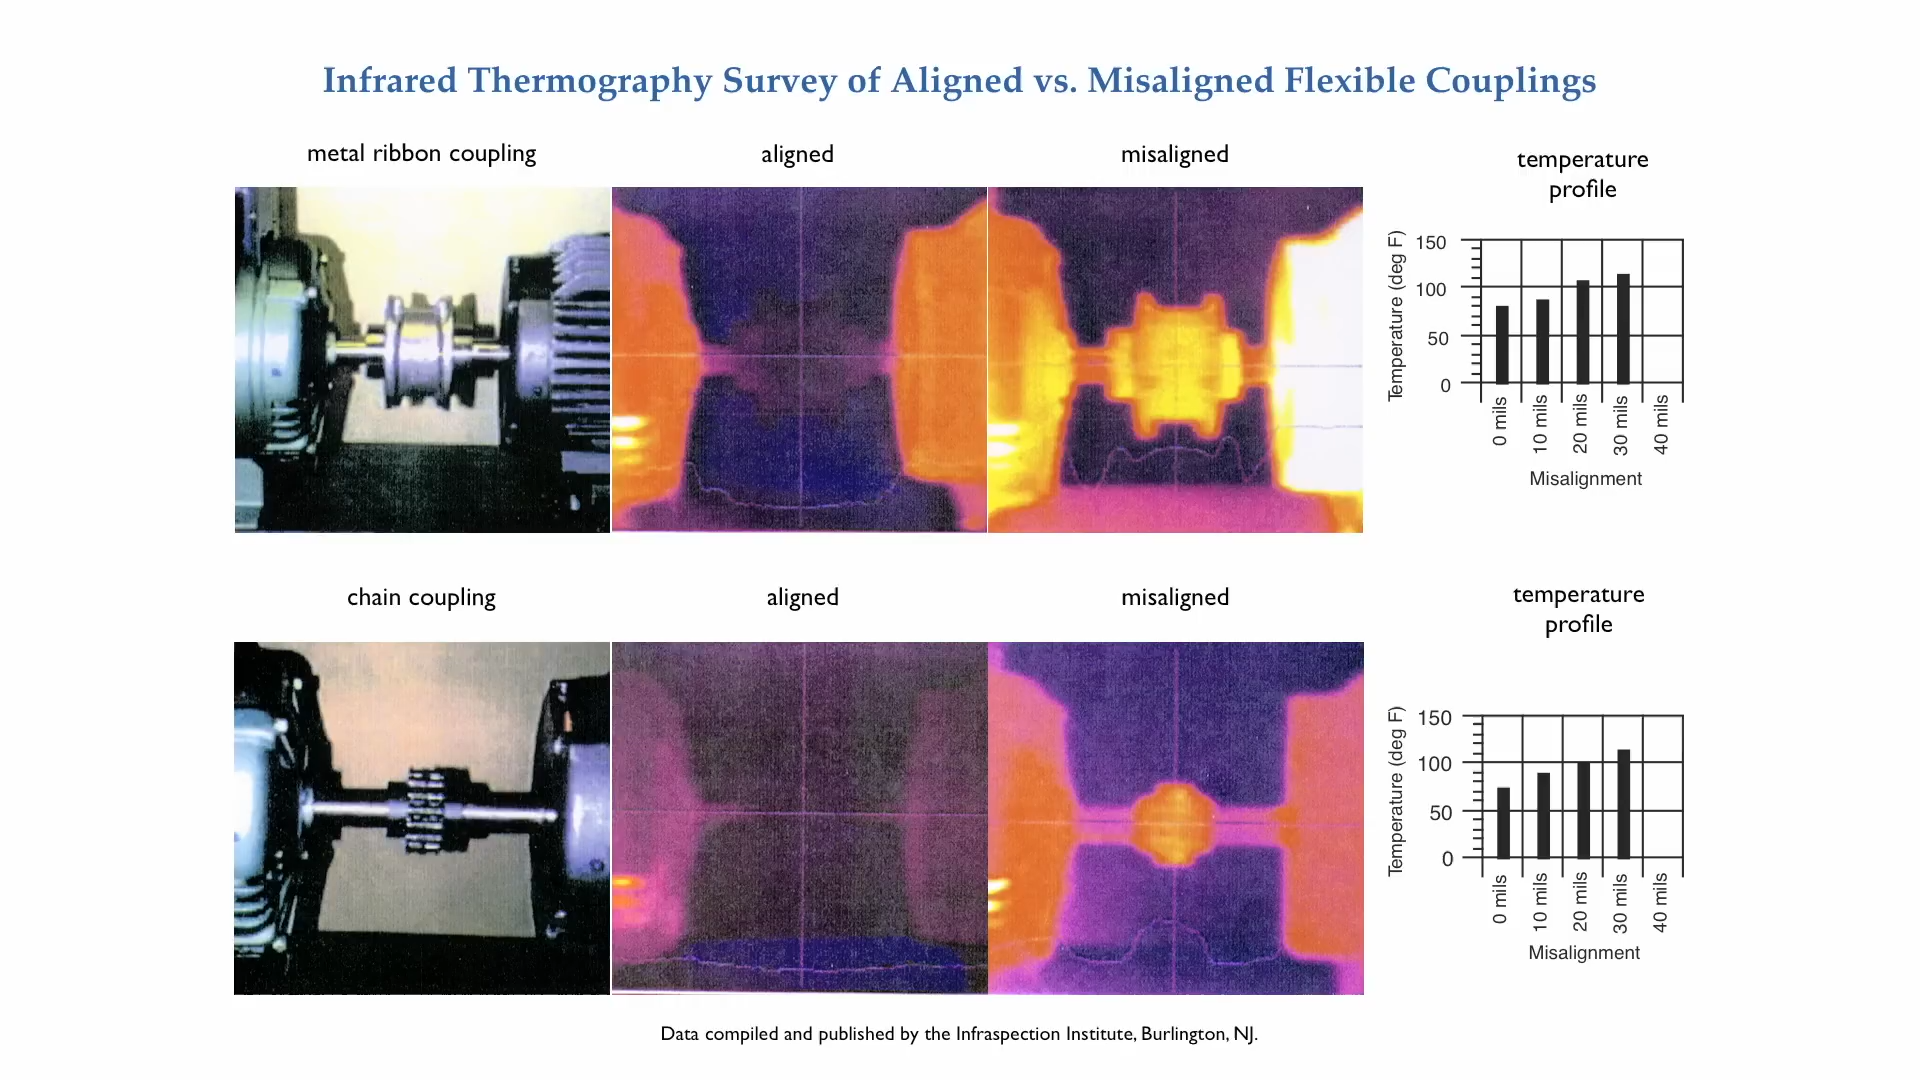 Infrared Thermography Survey of Aligned vs. Misaligned Flexible Couplings
metal ribbon coupling
aligned
misaligned
temperature
profile
Temperature (deg F)
150
100
50
0
0 mils
10 mils
20 mils
30 mils
40 mils
Misalignment
chain coupling
aligned
misaligned
temperature
profile
Temperature (deg F)
150
100
50
0
0 mils
10 mils
20 mils
30 mils
40 mils
Misalignment
Data compiled and published by the Infraspection Institute, Burlington, NJ.